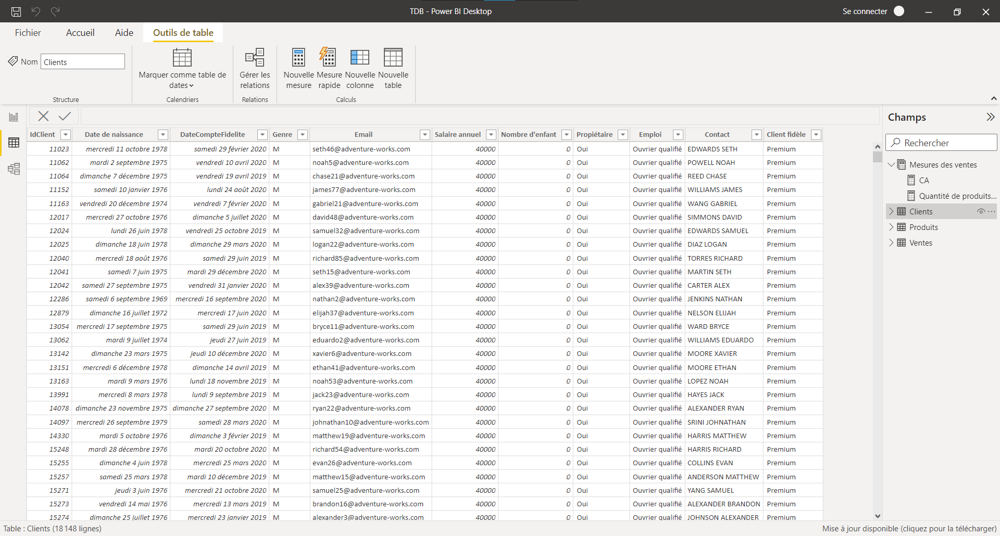 TDB - Power BI Desktop
Se connecter
Fichier Accueil Aide Outils de table
Nom Clients
Marquer comme table de dates
Gérer les relations
Nouvelle mesure
Mesure rapide
Nouvelle colonne
Nouvelle table
Structure Calendriers Relations Calculs
IdClient Date de naissance DateCompteFidelite Genre Email Salaire annuel Nombre d'enfant Propiétaire Emploi Contact Client fidèle
11023 mercredi 11 octobre 1978 samedi 29 février 2020 M seth46@adventure-works.com 40000 0 Oui Ouvrier qualifié EDWARDS SETH Premium
11062 mardi 2 septembre 1975 vendredi 10 avril 2020 M noah5@adventure-works.com 40000 0 Oui Ouvrier qualifié POWELL NOAH Premium
11064 dimanche 7 décembre 1975 vendredi 19 avril 2019 M chase21@adventure-works.com 40000 0 Oui Ouvrier qualifié REED CHASE Premium
11152 samedi 10 janvier 1976 lundi 24 août 2020 M james77@adventure-works.com 40000 0 Oui Ouvrier qualifié WILLIAMS JAMES Premium
11163 vendredi 20 décembre 1974 vendredi 7 février 2020 M gabriel21@adventure-works.com 40000 0 Oui Ouvrier qualifié WANG GABRIEL Premium
12017 mercredi 27 octobre 1976 dimanche 5 juillet 2020 M david48@adventure-works.com 40000 0 Oui Ouvrier qualifié SIMMONS DAVID Premium
12024 lundi 26 juin 1978 vendredi 25 octobre 2019 M samuel32@adventure-works.com 40000 0 Oui Ouvrier qualifié EDWARDS SAMUEL Premium
12025 dimanche 18 juin 1978 dimanche 29 mars 2020 M logan22@adventure-works.com 40000 0 Oui Ouvrier qualifié DIAZ LOGAN Premium
12040 mercredi 18 août 1976 samedi 29 juin 2019 M richard85@adventure-works.com 40000 0 Oui Ouvrier qualifié TORRES RICHARD Premium
12041 samedi 7 juin 1975 mardi 29 décembre 2020 M seth15@adventure-works.com 40000 0 Oui Ouvrier qualifié MARTIN SETH Premium
12042 samedi 27 septembre 1975 vendredi 31 janvier 2020 M alex39@adventure-works.com 40000 0 Oui Ouvrier qualifié CARTER ALEX Premium
12286 samedi 6 septembre 1969 mercredi 16 septembre 2020 M nathan2@adventure-works.com 40000 0 Oui Ouvrier qualifié JENKINS NATHAN Premium
12879 dimanche 16 juillet 1972 mercredi 17 juin 2020 M elijah37@adventure-works.com 40000 0 Oui Ouvrier qualifié NELSON ELIJAH Premium
13054 mercredi 17 septembre 1975 samedi 29 juin 2019 M bryce11@adventure-works.com 40000 0 Oui Ouvrier qualifié WARD BRYCE Premium
13062 mardi 9 juillet 1974 jeudi 27 juin 2019 M eduardo2@adventure-works.com 40000 0 Oui Ouvrier qualifié WILLIAMS EDUARDO Premium
13142 dimanche 23 mars 1975 jeudi 10 décembre 2020 M xavier6@adventure-works.com 40000 0 Oui Ouvrier qualifié MOORE XAVIER Premium
13151 mercredi 6 décembre 1978 dimanche 14 avril 2019 M ethan41@adventure-works.com 40000 0 Oui Ouvrier qualifié MOORE ETHAN Premium
13163 mardi 9 mars 1976 lundi 18 novembre 2019 M noah53@adventure-works.com 40000 0 Oui Ouvrier qualifié LOPEZ NOAH Premium
13991 mercredi 8 mars 1978 lundi 9 septembre 2019 M jack23@adventure-works.com 40000 0 Oui Ouvrier qualifié HAYES JACK Premium
14078 dimanche 23 novembre 1975 dimanche 27 septembre 2020 M ryan22@adventure-works.com 40000 0 Oui Ouvrier qualifié ALEXANDER RYAN Premium
14097 mercredi 26 septembre 1979 samedi 28 mars 2020 M johnathan10@adventure-works.com 40000 0 Oui Ouvrier qualifié SRINI JOHNATHAN Premium
14330 mardi 5 octobre 1976 dimanche 3 février 2019 M matthew19@adventure-works.com 40000 0 Oui Ouvrier qualifié HARRIS MATTHEW Premium
15248 mardi 28 décembre 1976 mardi 20 octobre 2020 M richard54@adventure-works.com 40000 0 Oui Ouvrier qualifié HARRIS RICHARD Premium
15255 dimanche 4 juin 1978 mercredi 25 mars 2020 M evan26@adventure-works.com 40000 0 Oui Ouvrier qualifié COLLINS EVAN Premium
15257 samedi 25 mars 1978 mardi 10 décembre 2019 M matthew15@adventure-works.com 40000 0 Oui Ouvrier qualifié ANDERSON MATTHEW Premium
15271 jeudi 3 juin 1976 mercredi 21 octobre 2020 M samuel25@adventure-works.com 40000 0 Oui Ouvrier qualifié YANG SAMUEL Premium
15273 vendredi 14 mai 1976 mercredi 13 mars 2019 M brandon16@adventure-works.com 40000 0 Oui Ouvrier qualifié ALEXANDER BRANDON Premium
15274 dimanche 25 juillet 1976 mercredi 23 janvier 2019 M alexander3@adventure-works.com 40000 0 Oui Ouvrier qualifié JOHNSON ALEXANDER Premium
Champs
Rechercher
Mesures des ventes
CA
Quantité de produits...
Clients
Produits
Ventes
Table : Clients (18 148 lignes)
Mise à jour disponible (cliquez pour la télécharger)